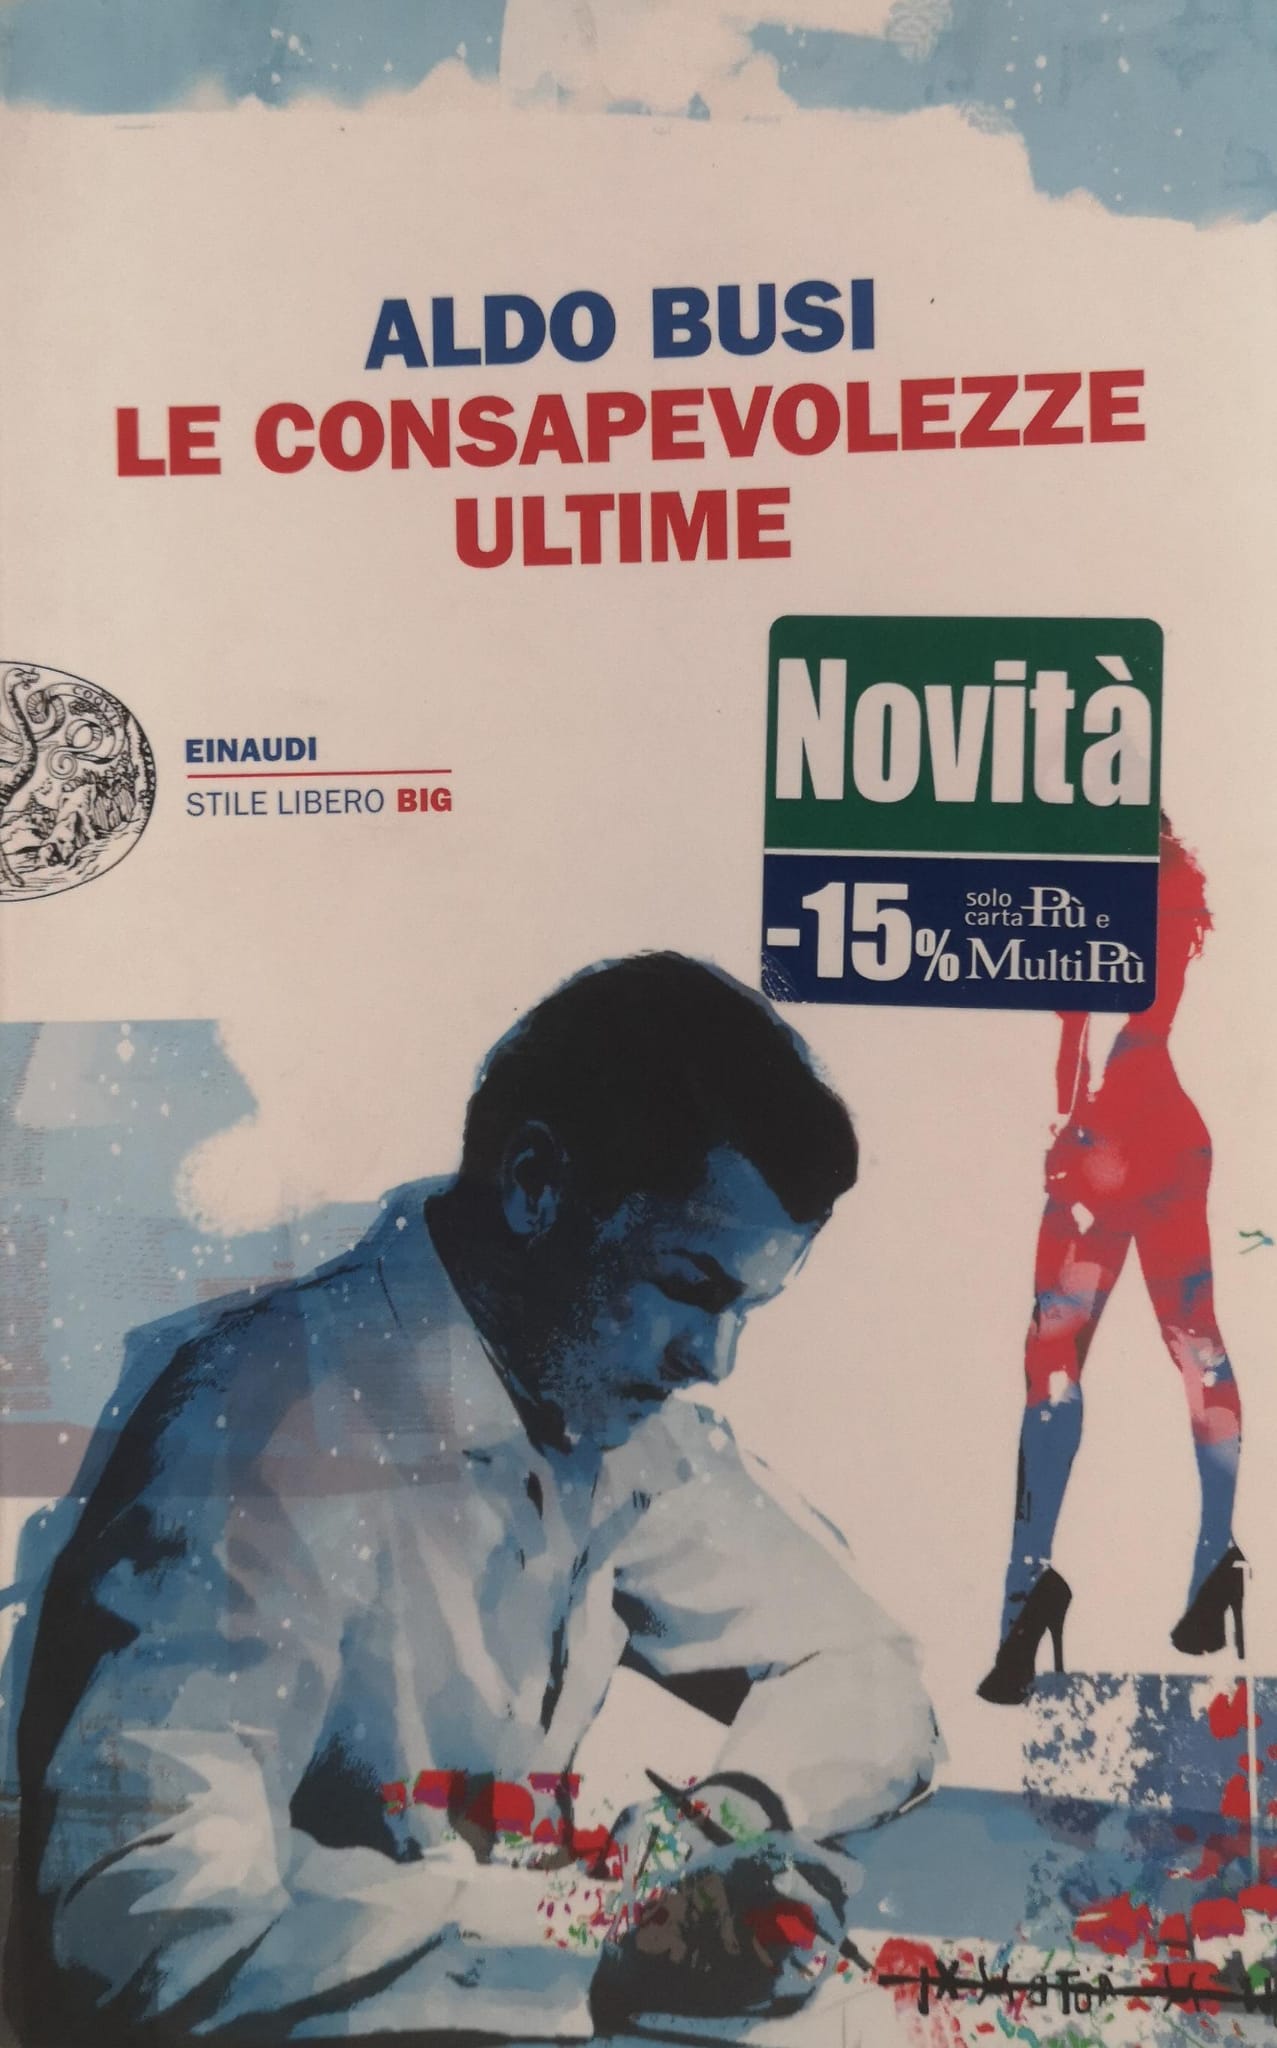 ALDO BUSI
LE CONSAPEVOLEZZE
ULTIME
EINAUDI
STILE LIBERO BIG
Novità
-15% solo carta Più e MultiPiù